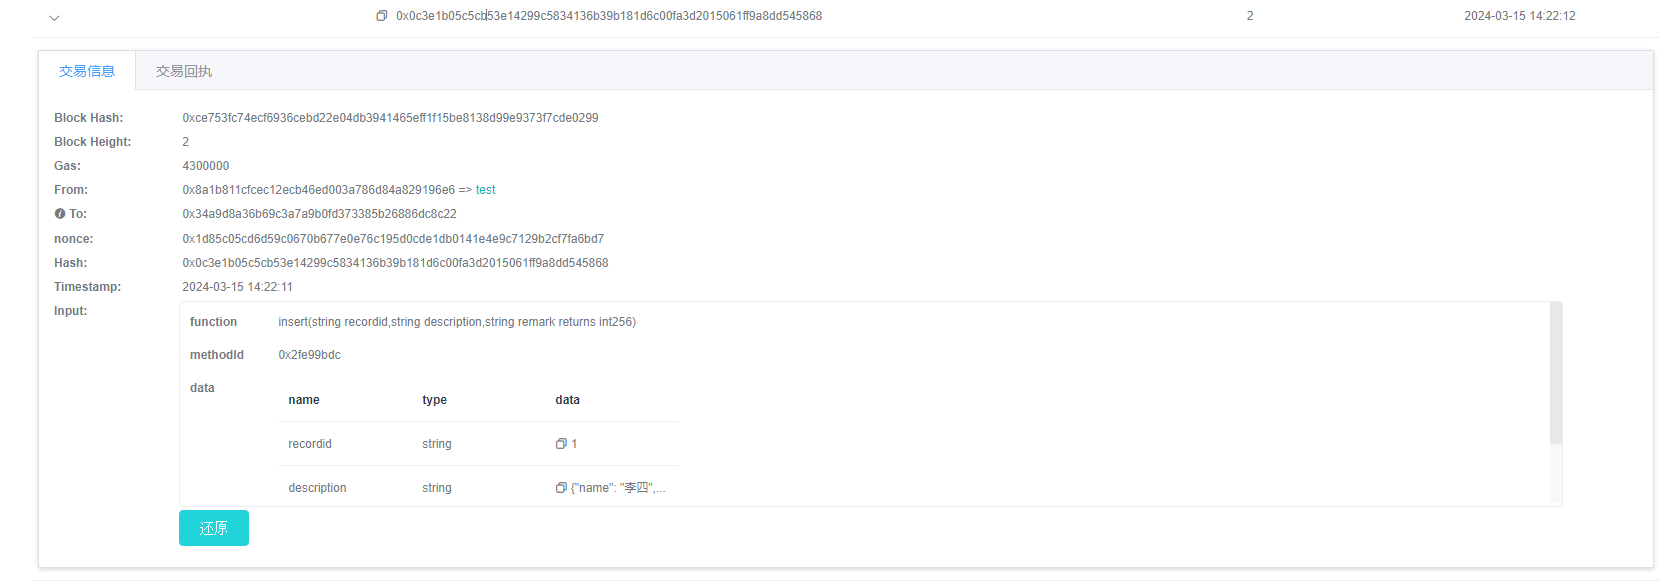 0x0c3e1b05c5cb53e14299c5834136b39b181d6c00fa3d2015061ff9a8dd545868 2 2024-03-15 14:22:12
交易信息 交易回执
Block Hash: 0xce753fc74ecf6936cebd22e04db3941465eff1f15be8138d99e9373f7cde0299
Block Height: 2
Gas: 4300000
From: 0x8a1b811cfcec12ecb46ed003a786d84a829196e6 => test
To: 0x34a9d8a36b69c3a7a9b0fd373385b26886dc8c22
nonce: 0x1d85c05cd6d59c0670b677e0e76c195d0cde1db0141e4e9c7129b2cf7fa6bd7
Hash: 0x0c3e1b05c5cb53e14299c5834136b39b181d6c00fa3d2015061ff9a8dd545868
Timestamp: 2024-03-15 14:22:11
Input:
function insert(string recordid,string description,string remark returns int256)
methodId 0x2fe99bdc
data
name type data
recordid string 1
description string {"name": "李四",...
还原